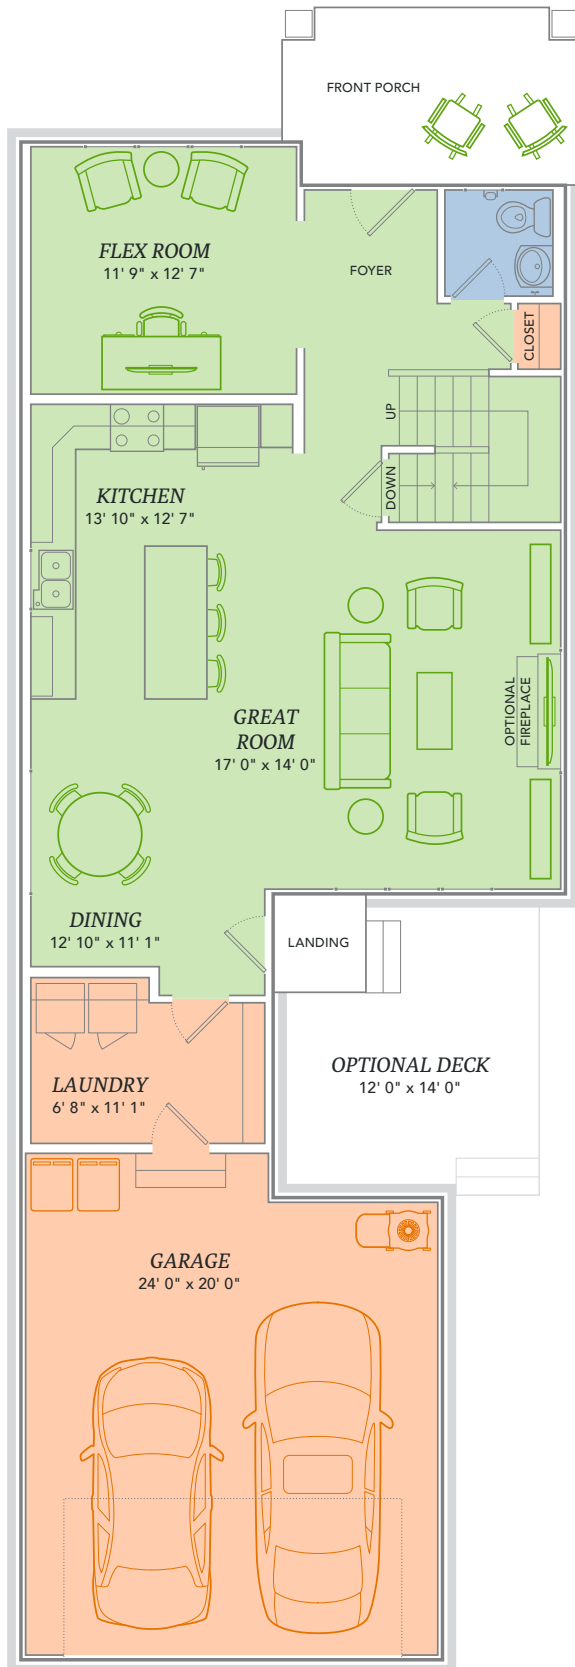 FRONT PORCH
FLEX ROOM
11' 9" x 12' 7"
FOYER
CLOSET
UP
DOWN
KITCHEN
13' 10" x 12' 7"
GREAT
ROOM
17' 0" x 14' 0"
OPTIONAL
FIREPLACE
DINING
12' 10" x 11' 1"
LANDING
LAUNDRY
6' 8" x 11' 1"
OPTIONAL DECK
12' 0" x 14' 0"
GARAGE
24' 0" x 20' 0"